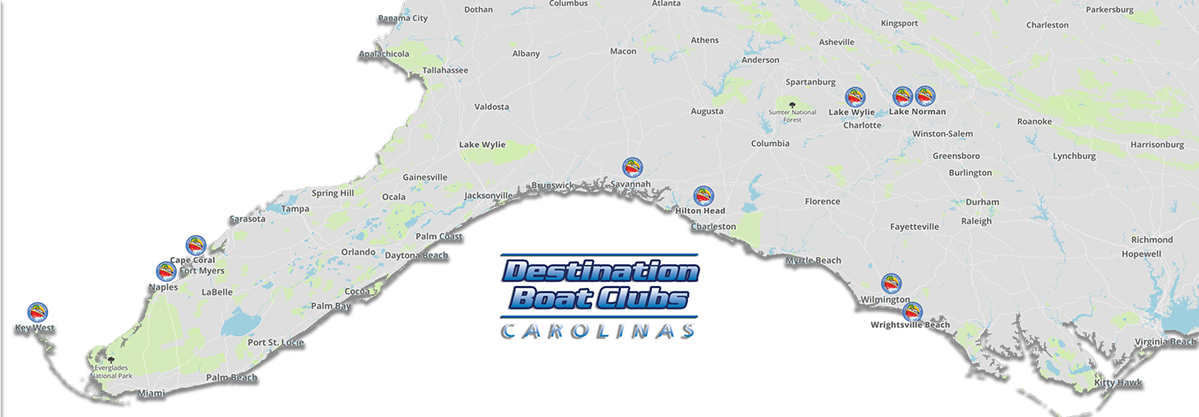 Panama City
Dothan
Columbus
Atlanta
Parkersburg
Kingsport
Charleston
Apalachicola
Tallahassee
Albany
Macon
Athens
Asheville
Anderson
Spartanburg
Valdosta
Augusta
Sumter National
Forest
Lake Wylie
Charlotte
Lake Norman
Winston-Salem
Roanoke
Harrisonburg
Lake Wylie
Columbia
Greensboro
Lynchburg
Burlington
Gainesville
Spring Hill
Ocala
Jacksonville
Brunswick
Savannah
Hilton Head
Charleston
Florence
Durham
Raleigh
Fayetteville
Richmond
Hopewell
Tampa
Sarasota
Orlando
Palm Coast
Daytona Beach
Cape Coral
Fort Myers
Naples
LaBelle
Cocoa
Palm Bay
Myrtle Beach
Wilmington
Wrightsville Beach
Key West
Port St. Lucie
Everglades
National Park
Palm Beach
Miami
Virginia Beach
Kitty Hawk
Destination
Boat Clubs
CAROLINAS